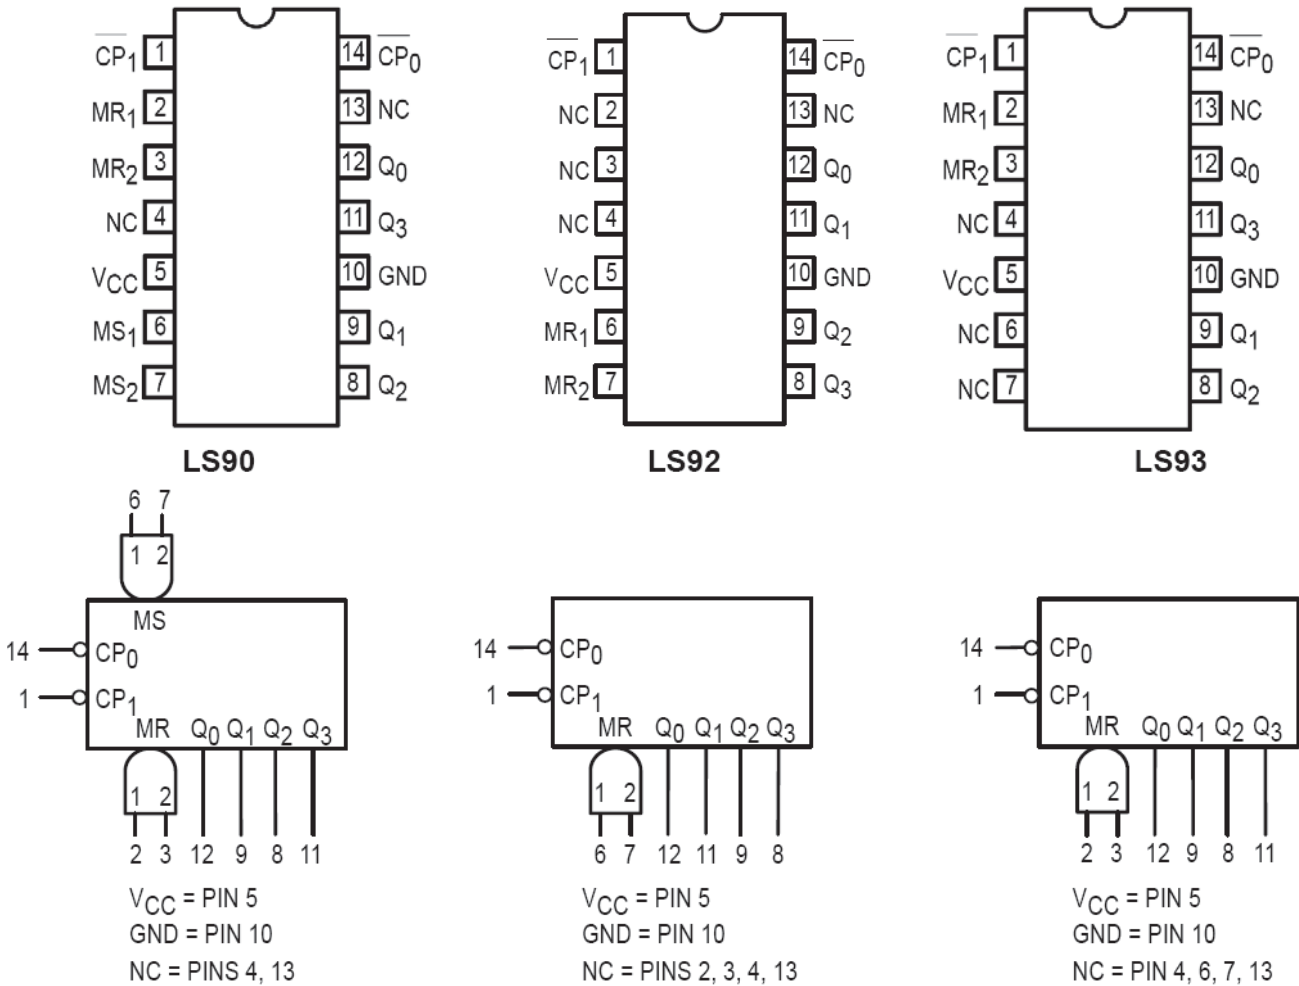 CP1 1 14 CP0
MR1 2 13 NC
MR2 3 12 Q0
NC 4 11 Q3
VCC 5 10 GND
MS1 6 9 Q1
MS2 7 8 Q2
LS90
CP1 1 14 CP0
NC 2 13 NC
NC 3 12 Q0
NC 4 11 Q1
VCC 5 10 GND
MR1 6 9 Q2
MR2 7 8 Q3
LS92
CP1 1 14 CP0
MR1 2 13 NC
MR2 3 12 Q0
NC 4 11 Q3
VCC 5 10 GND
NC 6 9 Q1
NC 7 8 Q2
LS93
6 7
1 2
MS
14 CP0
1 CP1
MR Q0 Q1 Q2 Q3
1 2
2 3 12 9 8 11
VCC = PIN 5
GND = PIN 10
NC = PINS 4, 13
14 CP0
1 CP1
MR Q0 Q1 Q2 Q3
1 2
6 7 12 11 9 8
VCC = PIN 5
GND = PIN 10
NC = PINS 2, 3, 4, 13
14 CP0
1 CP1
MR Q0 Q1 Q2 Q3
1 2
2 3 12 9 8 11
VCC = PIN 5
GND = PIN 10
NC = PIN 4, 6, 7, 13